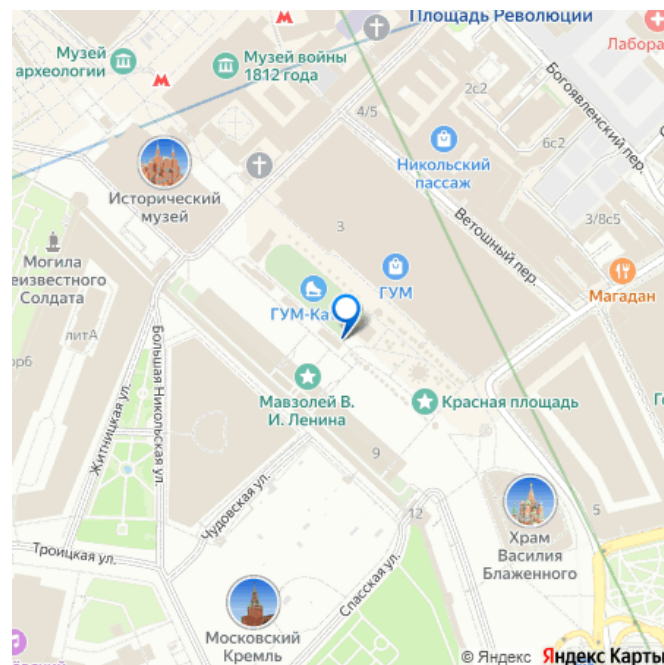 Площадь Революции
Музей
археологии
Музей войны
1812 года
Лабора
Богоявленский пер.
2с2
4/5
6с2
Никольский
пассаж
Исторический
музей
3
Ветошный пер.
3/8с5
Могила
еизвестного
Солдата
ГУМ
ГУМ-Ка
Магадан
литА
ор6
Большая Никольская ул.
Житницкая ул.
Мавзолей В.
И. Ленина
Красная площадь
Го
9
Чудовская ул.
12
5
Троицкая ул.
Спасская ул.
Храм
Василия
Блаженного
Московский
Кремль
© Яндекс Яндекс Карты